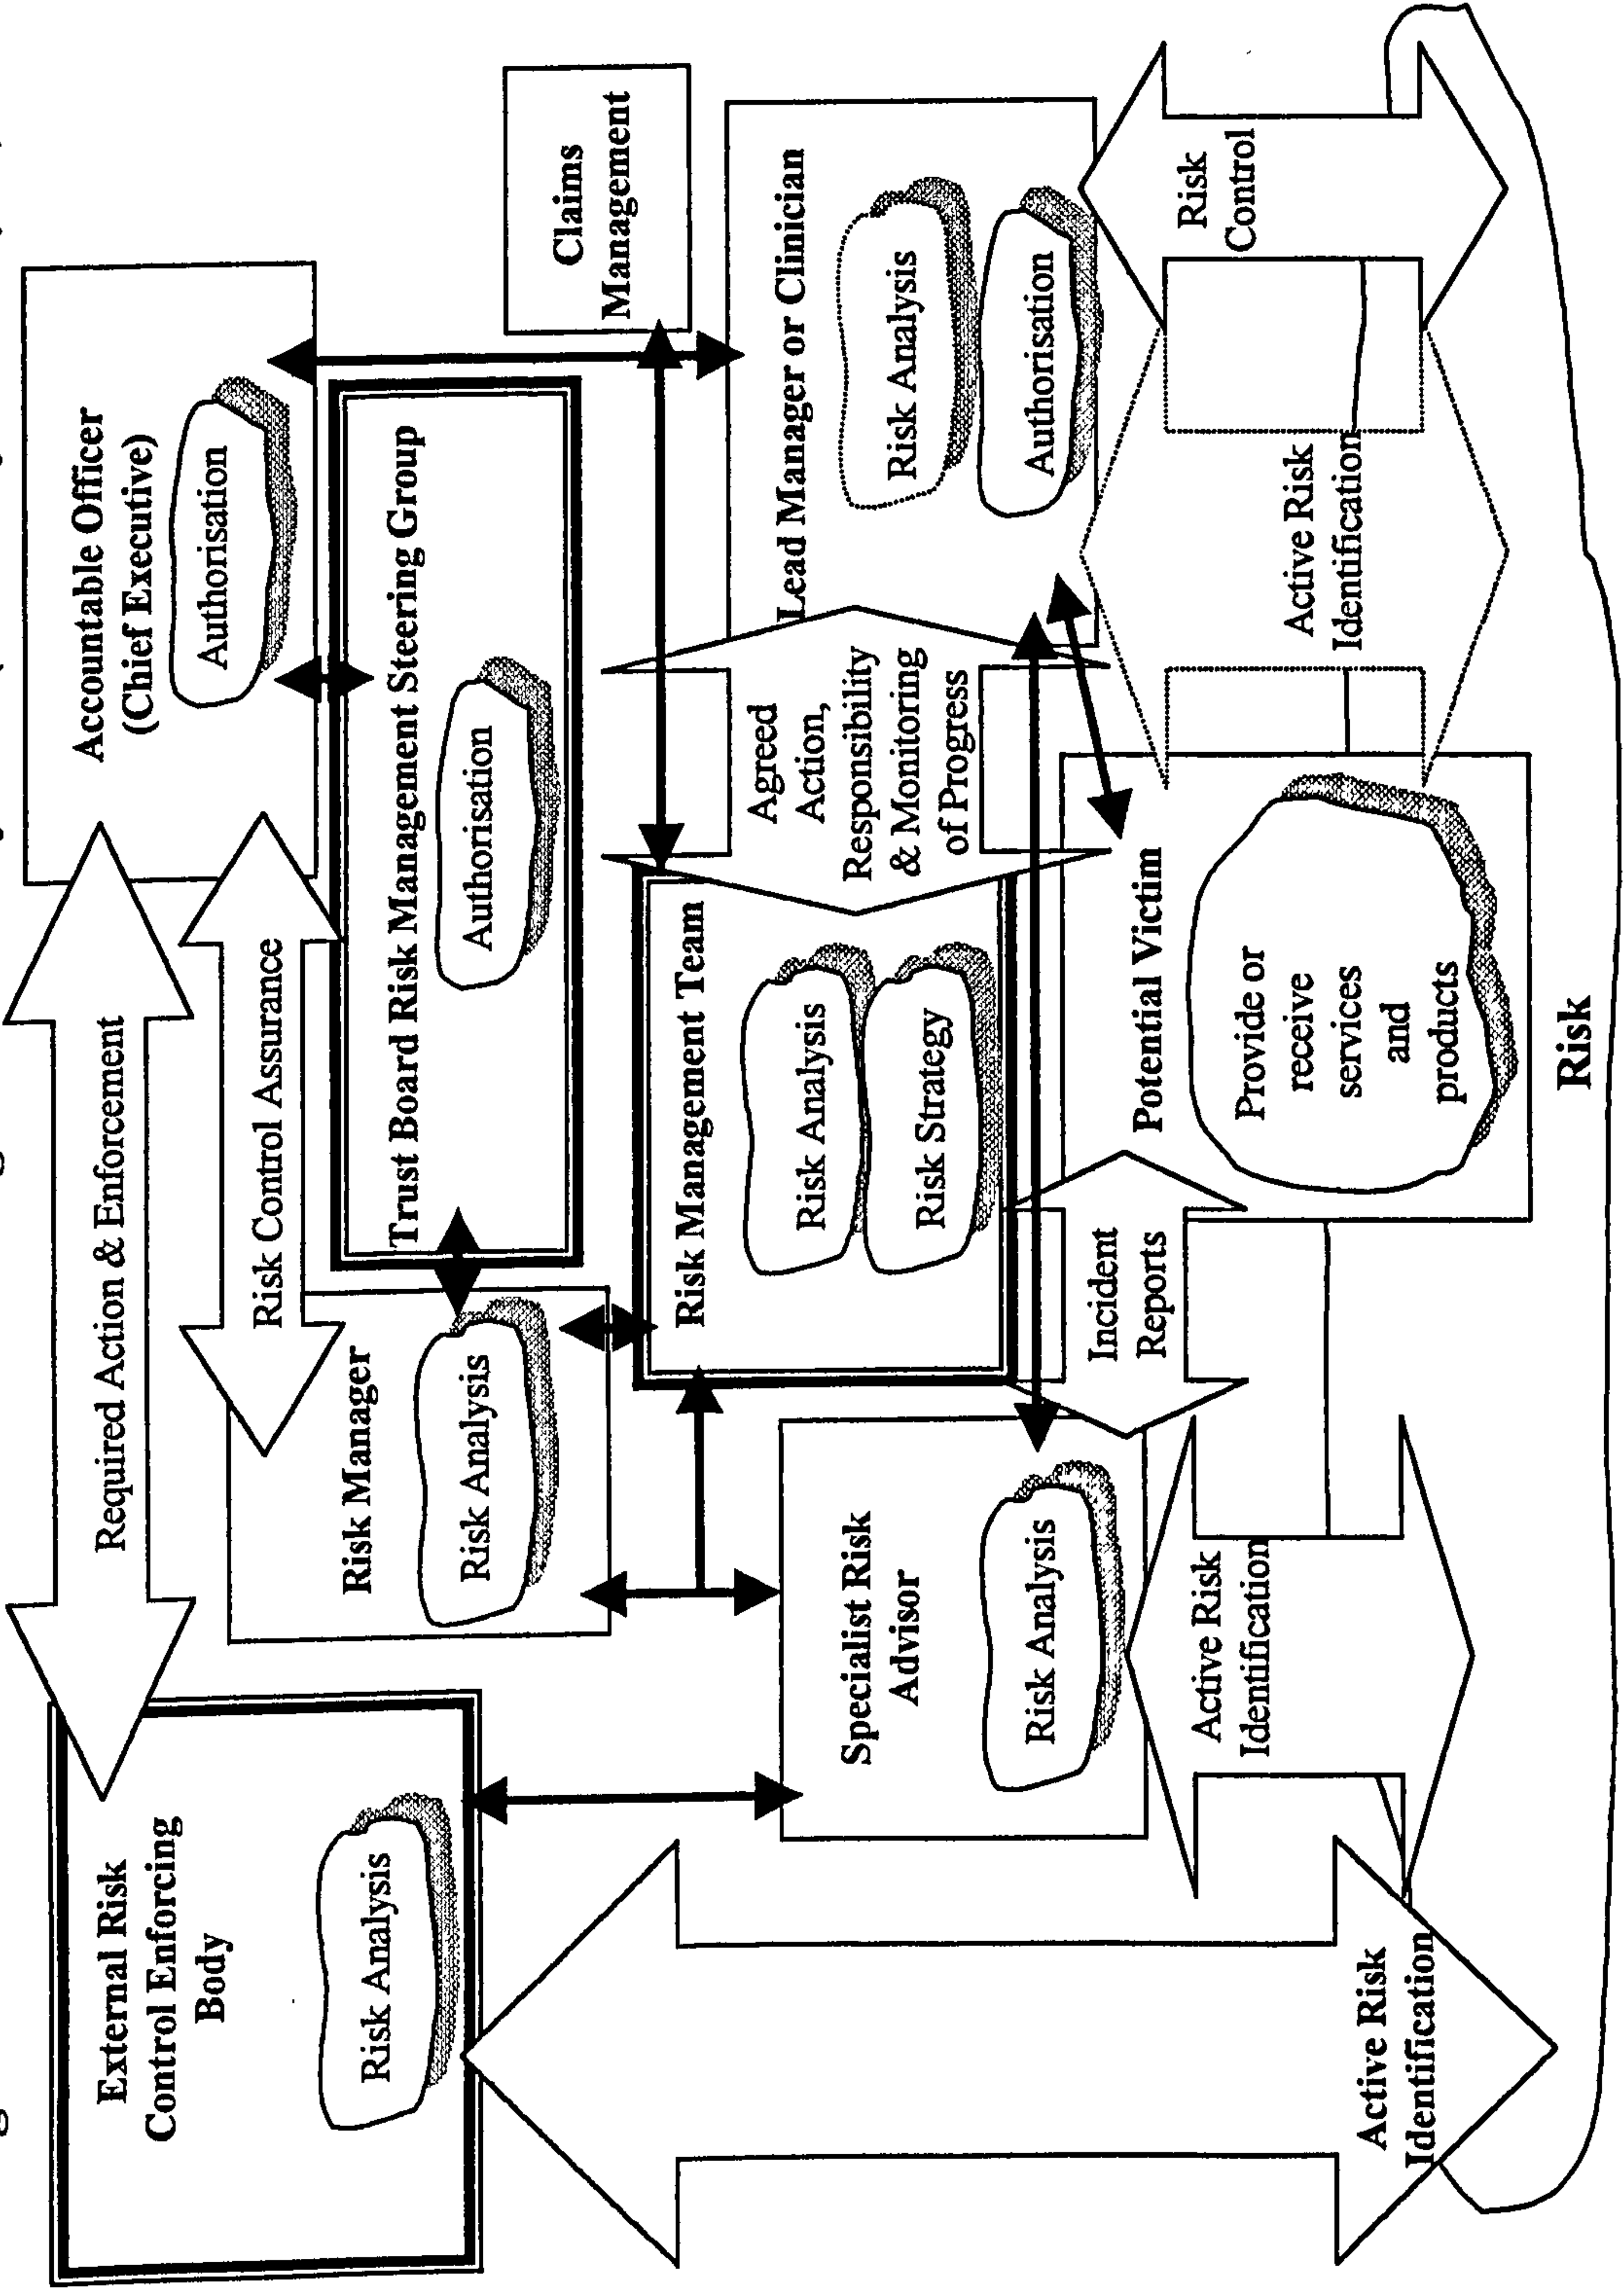 Accountable Officer
(Chief Executive)
Authorisation
Required Action & Enforcement
External Risk
Control Enforcing
Body
Risk Analysis
Risk Control Assurance
Trust Board Risk Management Steering Group
Authorisation
Risk Manager
Risk Analysis
Claims
Management
Risk Management Team
Risk Analysis
Risk Strategy
Agreed
Action,
Responsibility
& Monitoring
of Progress
Lead Manager or Clinician
Risk Analysis
Authorisation
Specialist Risk
Advisor
Risk Analysis
Incident
Reports
Potential Victim
Provide or
receive
services
and
products
Active Risk
Identification
Active Risk
Identification
Active Risk
Identification
Risk
Control
Risk